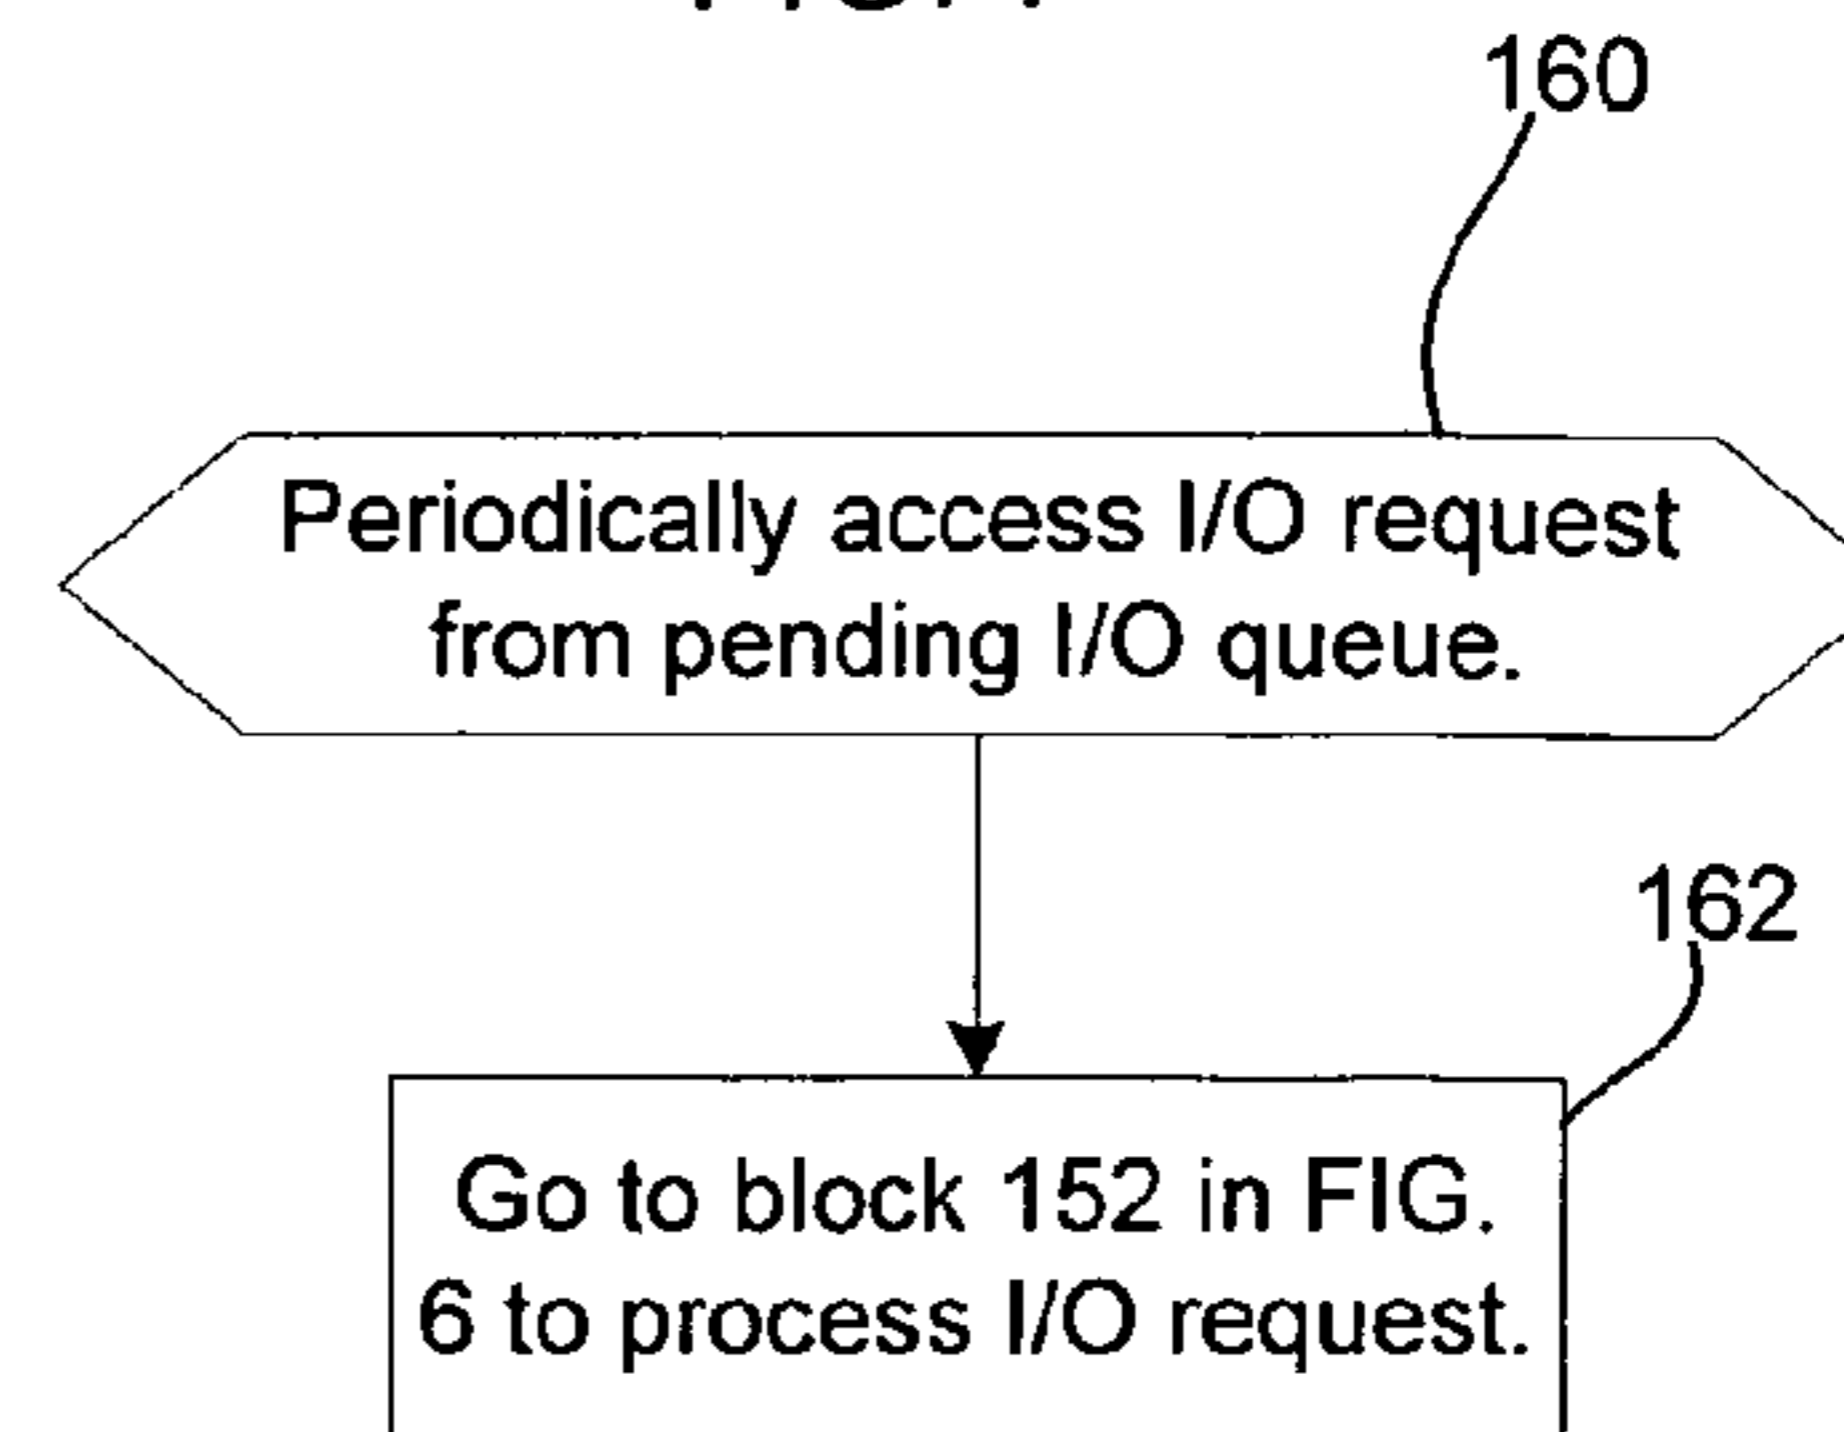 160
Periodically access I/O request
from pending I/O queue.
162
Go to block 152 in FIG.
6 to process I/O request.